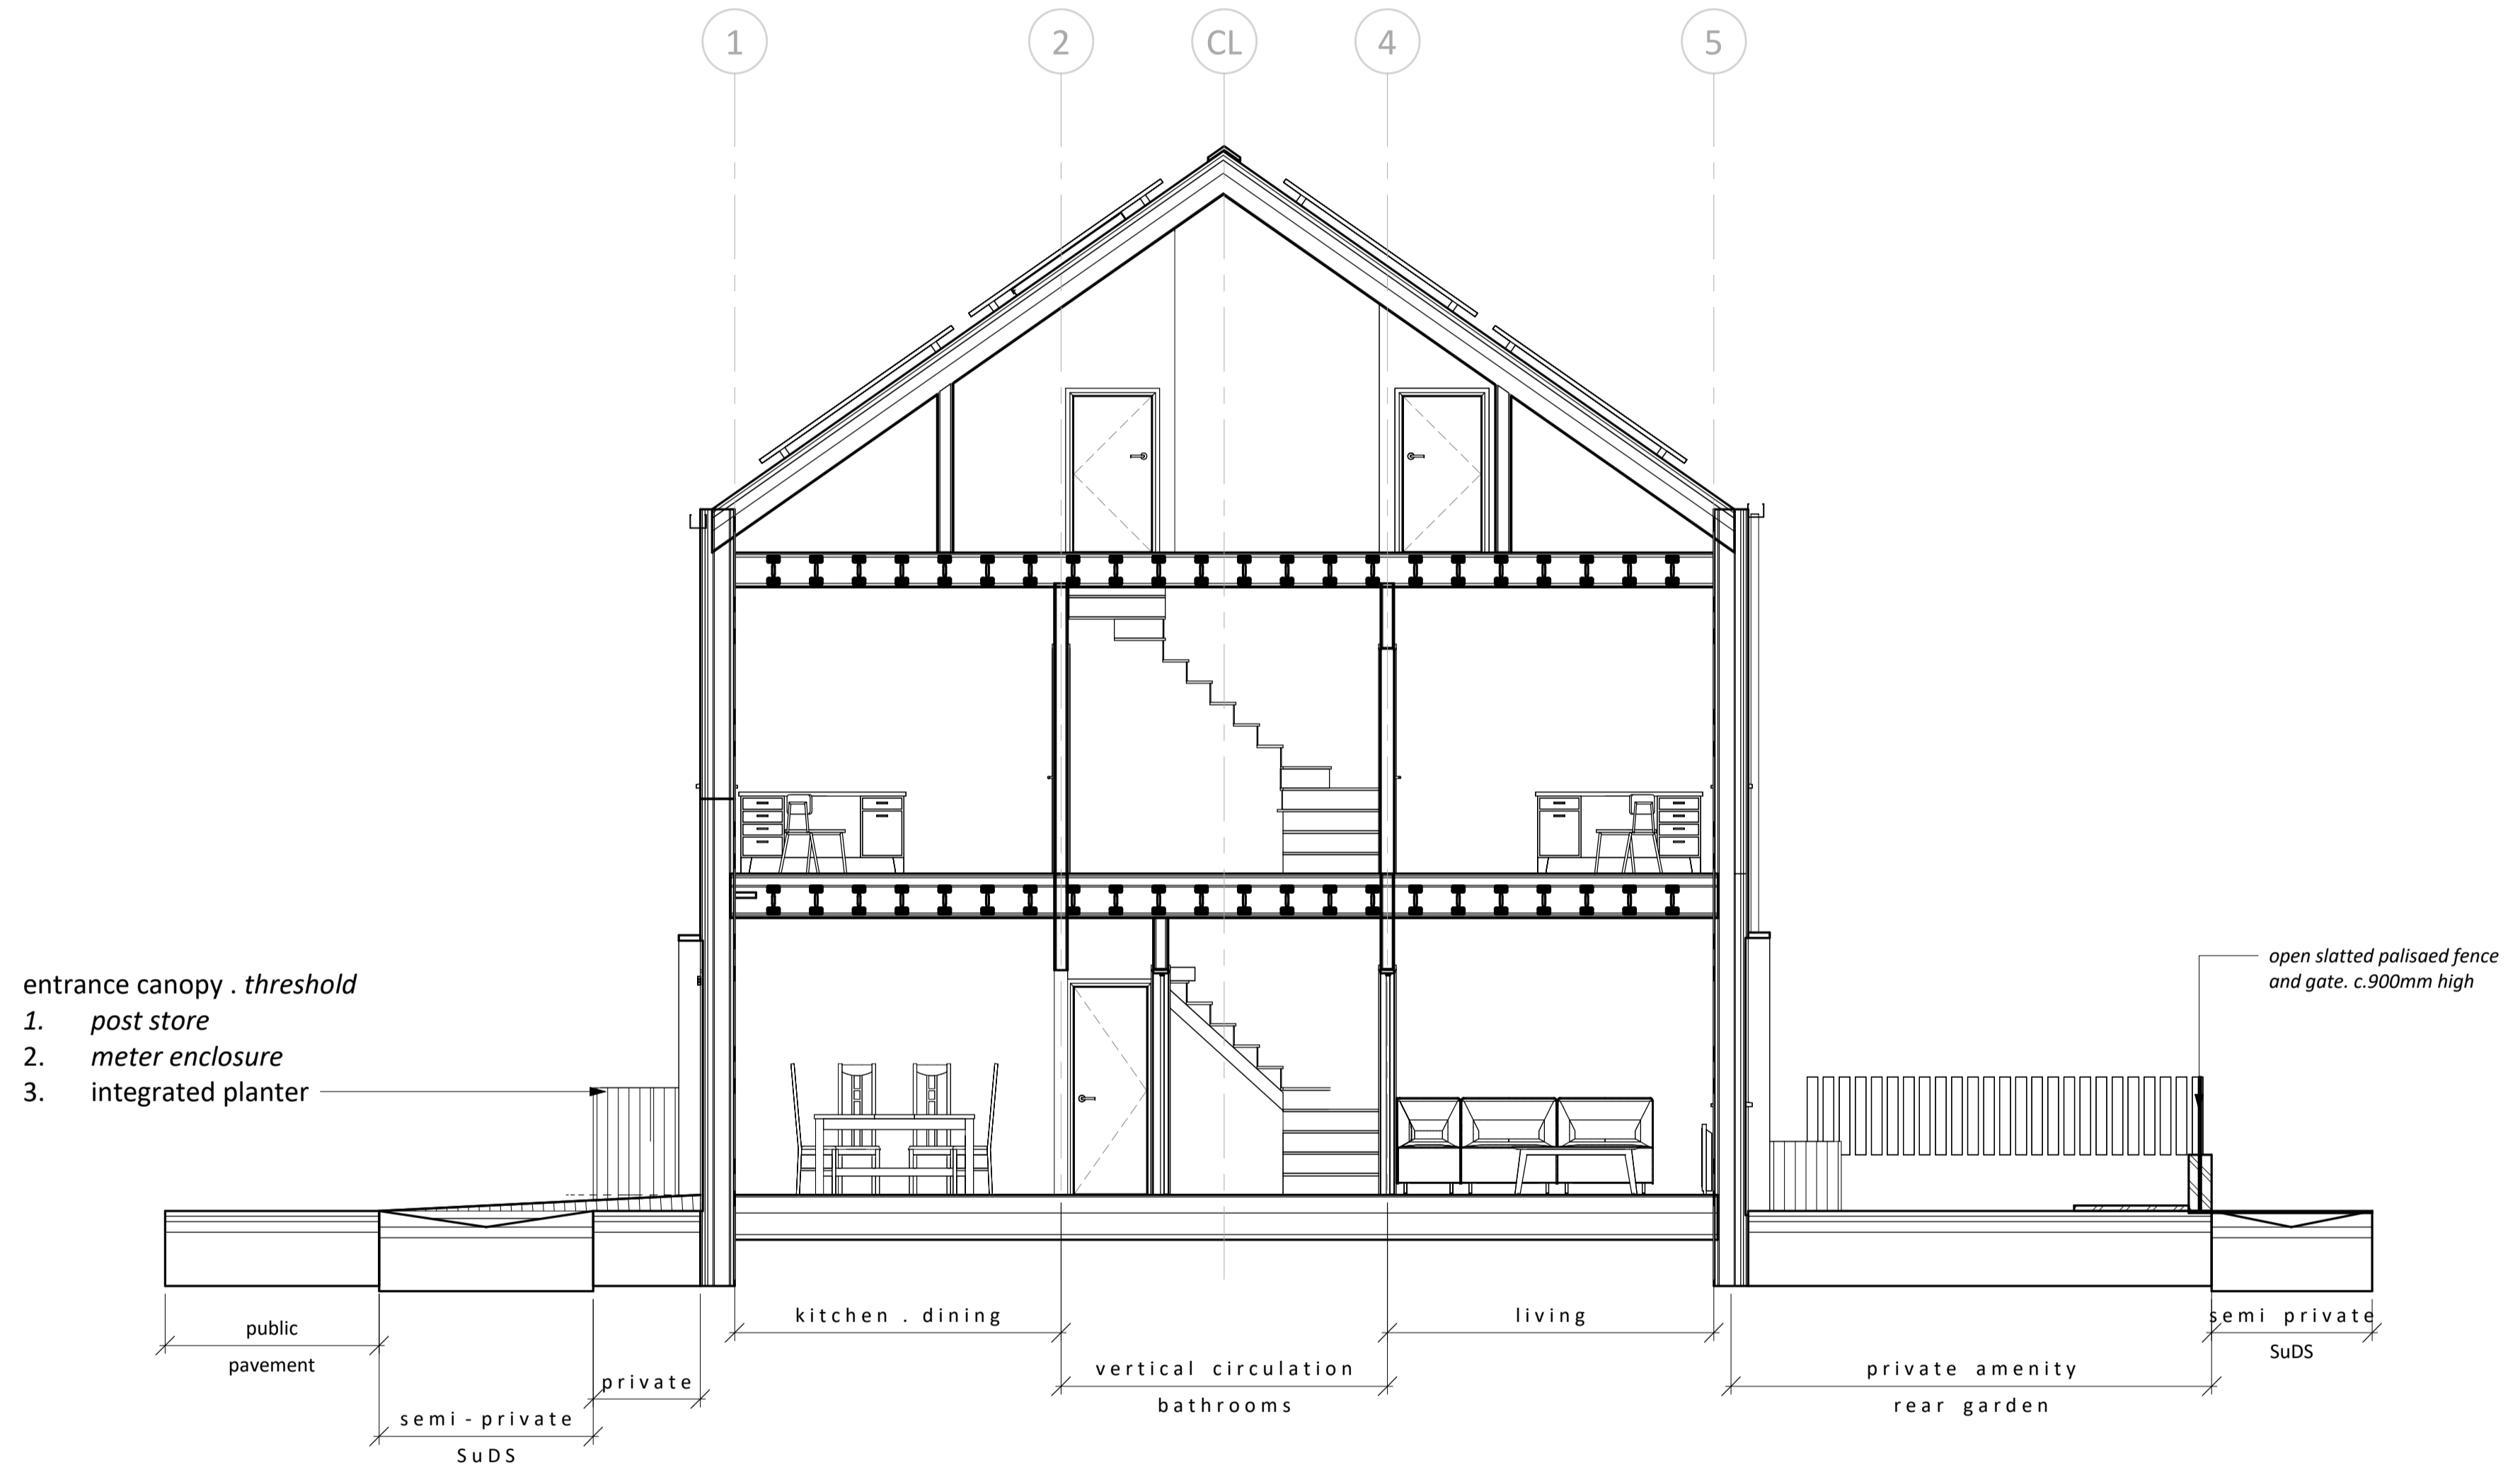 1 2 CL 4 5
entrance canopy . threshold
1. post store
2. meter enclosure
3. integrated planter
open slatted palisaed fence
and gate. c.900mm high
public
pavement
private
semi-private
SuDS
kitchen . dining
vertical circulation
bathrooms
living
private amenity
rear garden
semi private
SuDS